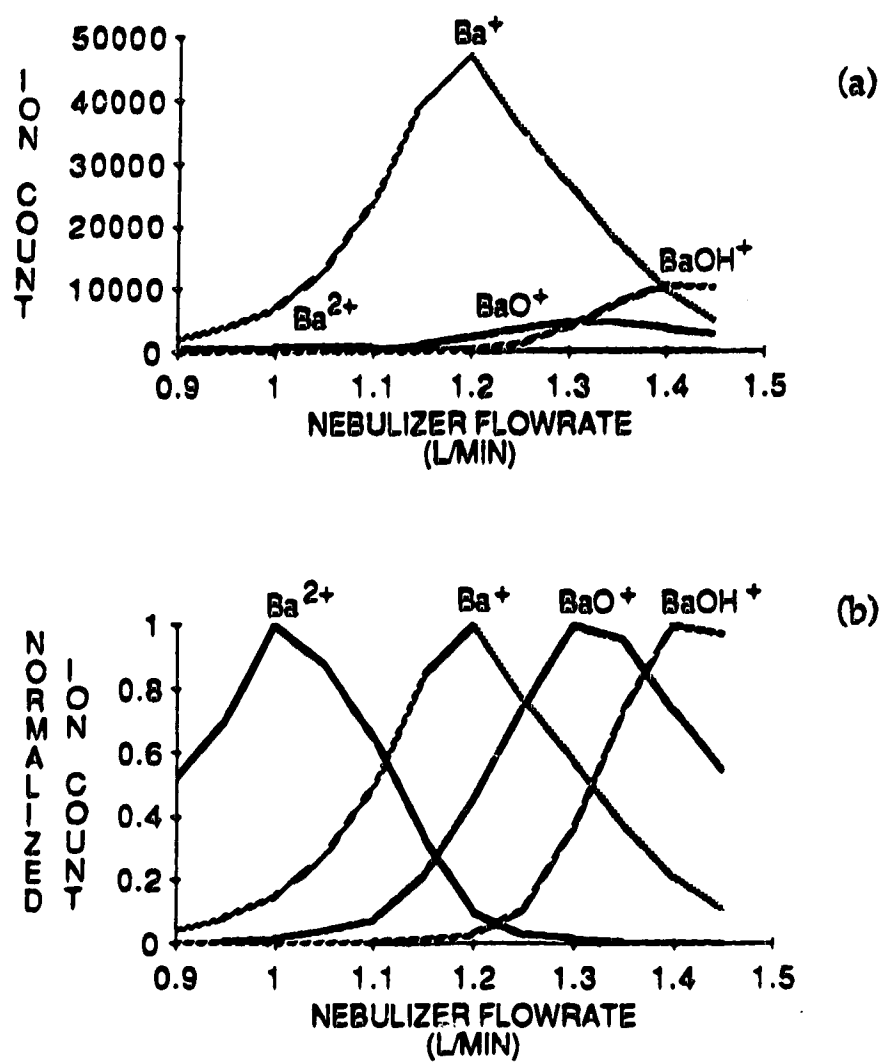 (a)
ION COUNT
50000
40000
30000
20000
10000
0
Ba+
Ba2+
BaO+
BaOH+
0.9 1 1.1 1.2 1.3 1.4 1.5
NEBULIZER FLOWRATE
(L/MIN)
(b)
NORMALIZED
ION COUNT
1
0.8
0.6
0.4
0.2
0
Ba2+ Ba+ BaO+ BaOH+
0.9 1 1.1 1.2 1.3 1.4 1.5
NEBULIZER FLOWRATE
(L/MIN)